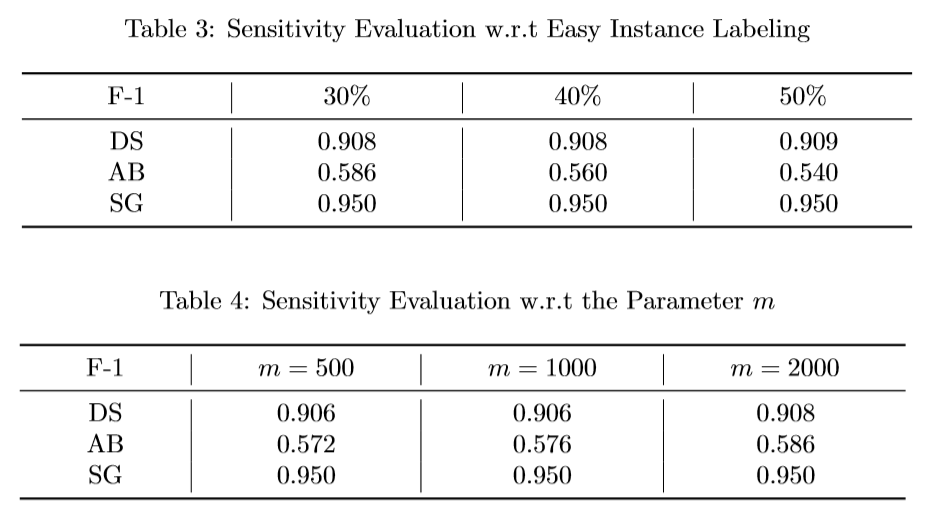 Table 3: Sensitivity Evaluation w.r.t Easy Instance Labeling
F-1 30% 40% 50%
DS 0.908 0.908 0.909
AB 0.586 0.560 0.540
SG 0.950 0.950 0.950
Table 4: Sensitivity Evaluation w.r.t the Parameter m
F-1 m = 500 m = 1000 m = 2000
DS 0.906 0.906 0.908
AB 0.572 0.576 0.586
SG 0.950 0.950 0.950